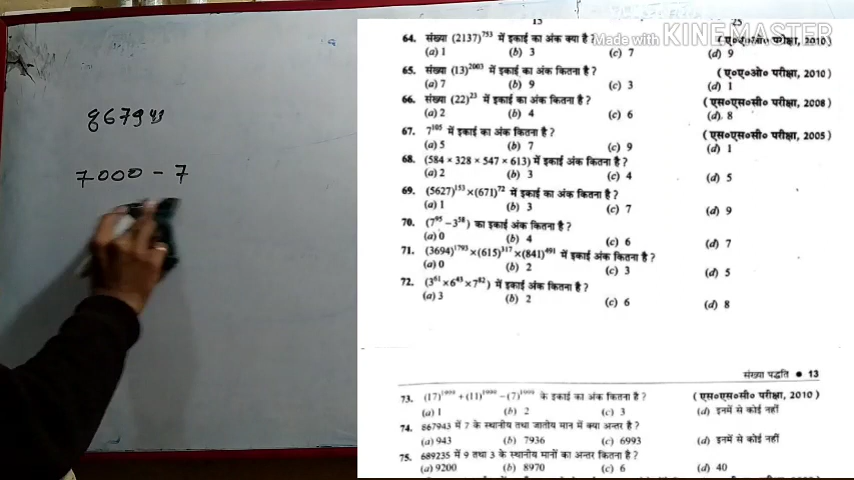 867943
7000 - 7
15 25
Made with KINEMASTER
64. संख्या (2137)^753 में इकाई का अंक क्या है? (ए०ए०ओ० परीक्षा, 2010)
(a) 1 (b) 3 (c) 7 (d) 9
65. संख्या (13)^2003 में इकाई का अंक कितना है? (ए०ए०ओ० परीक्षा, 2010)
(a) 7 (b) 9 (c) 3 (d) 1
66. संख्या (22)^23 में इकाई का अंक कितना है? (एस०एस०सी० परीक्षा, 2008)
(a) 2 (b) 4 (c) 6 (d) 8
67. 7^105 में इकाई का अंक कितना है? (एस०एस०सी० परीक्षा, 2005)
(a) 5 (b) 7 (c) 9 (d) 1
68. (584 × 328 × 547 × 613) में इकाई अंक कितना है?
(a) 2 (b) 3 (c) 4 (d) 5
69. (5627)^153 × (671)^72 में इकाई का अंक कितना है?
(a) 1 (b) 3 (c) 7 (d) 9
70. (7^95 – 3^58) का इकाई अंक कितना है?
(a) 0 (b) 4 (c) 6 (d) 7
71. (3694)^1793 × (615)^317 × (841)^491 में इकाई अंक कितना है?
(a) 0 (b) 2 (c) 3 (d) 5
72. (3^61 × 6^43 × 7^82) में इकाई अंक कितना है?
(a) 3 (b) 2 (c) 6 (d) 8
संख्या पद्धति ● 13
73. (17)^1999 + (11)^1999 – (7)^1999 के इकाई का अंक कितना है? (एस०एस०सी० परीक्षा, 2010)
(a) 1 (b) 2 (c) 3 (d) इनमें से कोई नहीं
74. 867943 में 7 के स्थानीय तथा जातीय मान में क्या अन्तर है?
(a) 943 (b) 7936 (c) 6993 (d) इनमें से कोई नहीं
75. 689235 में 9 तथा 3 के स्थानीय मानों का अन्तर कितना है?
(a) 9200 (b) 8970 (c) 6 (d) 40